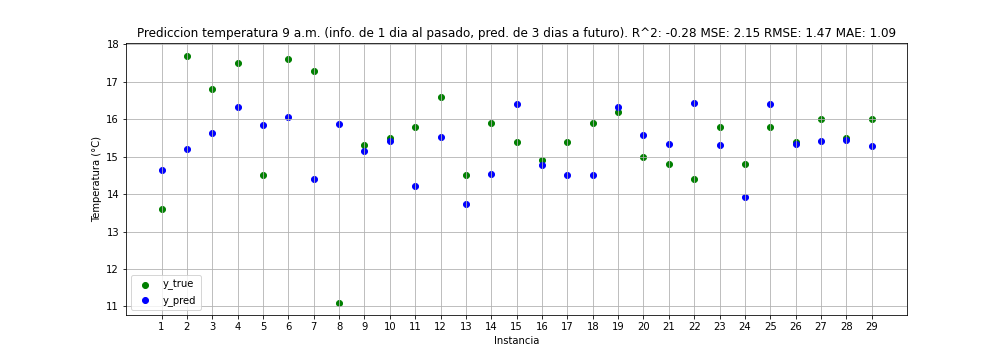 Prediccion temperatura 9 a.m. (info. de 1 dia al pasado, pred. de 3 dias a futuro). R^2: -0.28 MSE: 2.15 RMSE: 1.47 MAE: 1.09
18
17
16
15
14
13
12
11
Temperatura (°C)
y_true
y_pred
1 2 3 4 5 6 7 8 9 10 11 12 13 14 15 16 17 18 19 20 21 22 23 24 25 26 27 28 29
Instancia